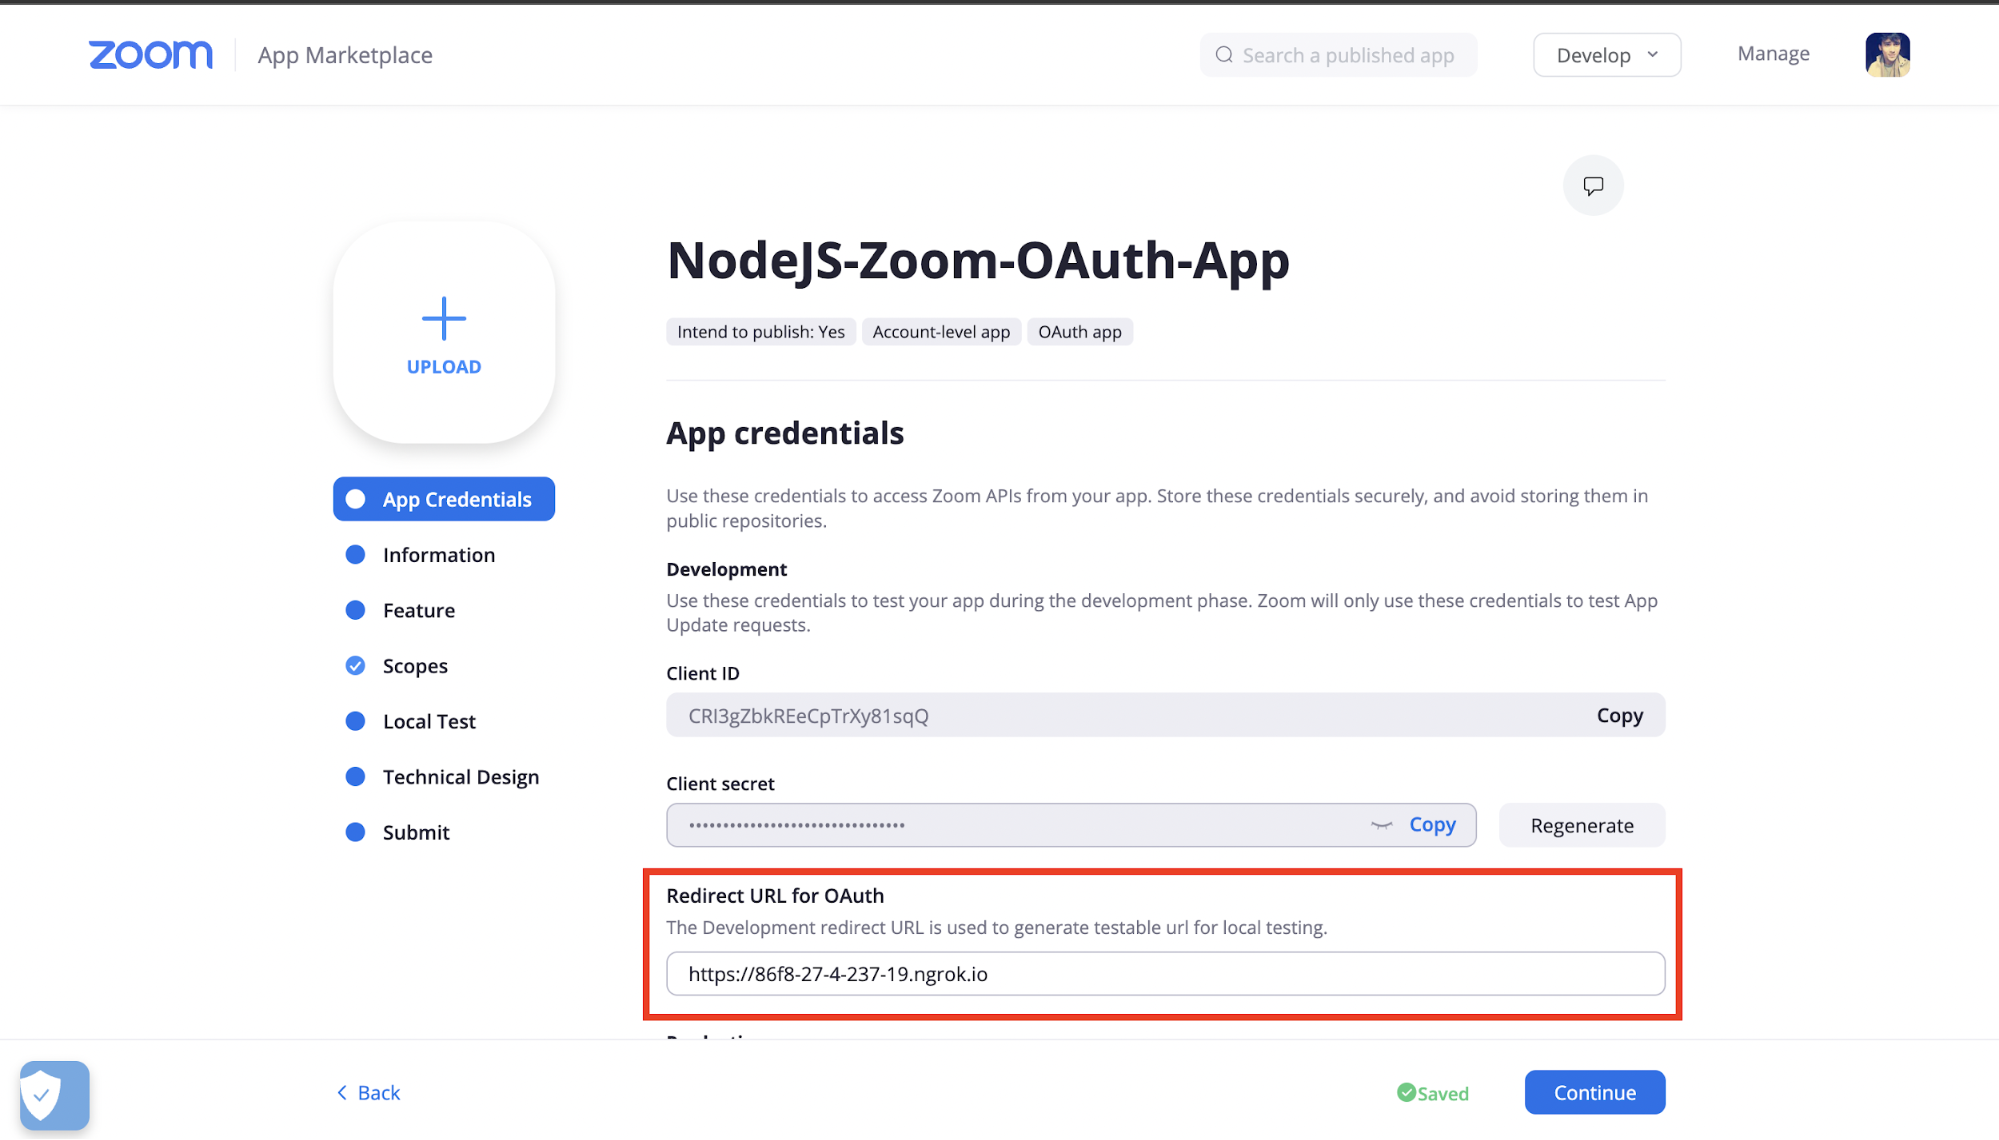 zoom App Marketplace Search a published app Develop Manage
UPLOAD
NodeJS-Zoom-OAuth-App
Intend to publish: Yes Account-level app OAuth app
App Credentials
Information
Feature
Scopes
Local Test
Technical Design
Submit
App credentials
Use these credentials to access Zoom APIs from your app. Store these credentials securely, and avoid storing them in
public repositories.
Development
Use these credentials to test your app during the development phase. Zoom will only use these credentials to test App
Update requests.
Client ID
CRI3gZbkREeCpTrXy81sqQ Copy
Client secret
•••••••••••••••••••••••••••••••• Copy Regenerate
Redirect URL for OAuth
The Development redirect URL is used to generate testable url for local testing.
https://86f8-27-4-237-19.ngrok.io
Back Saved Continue